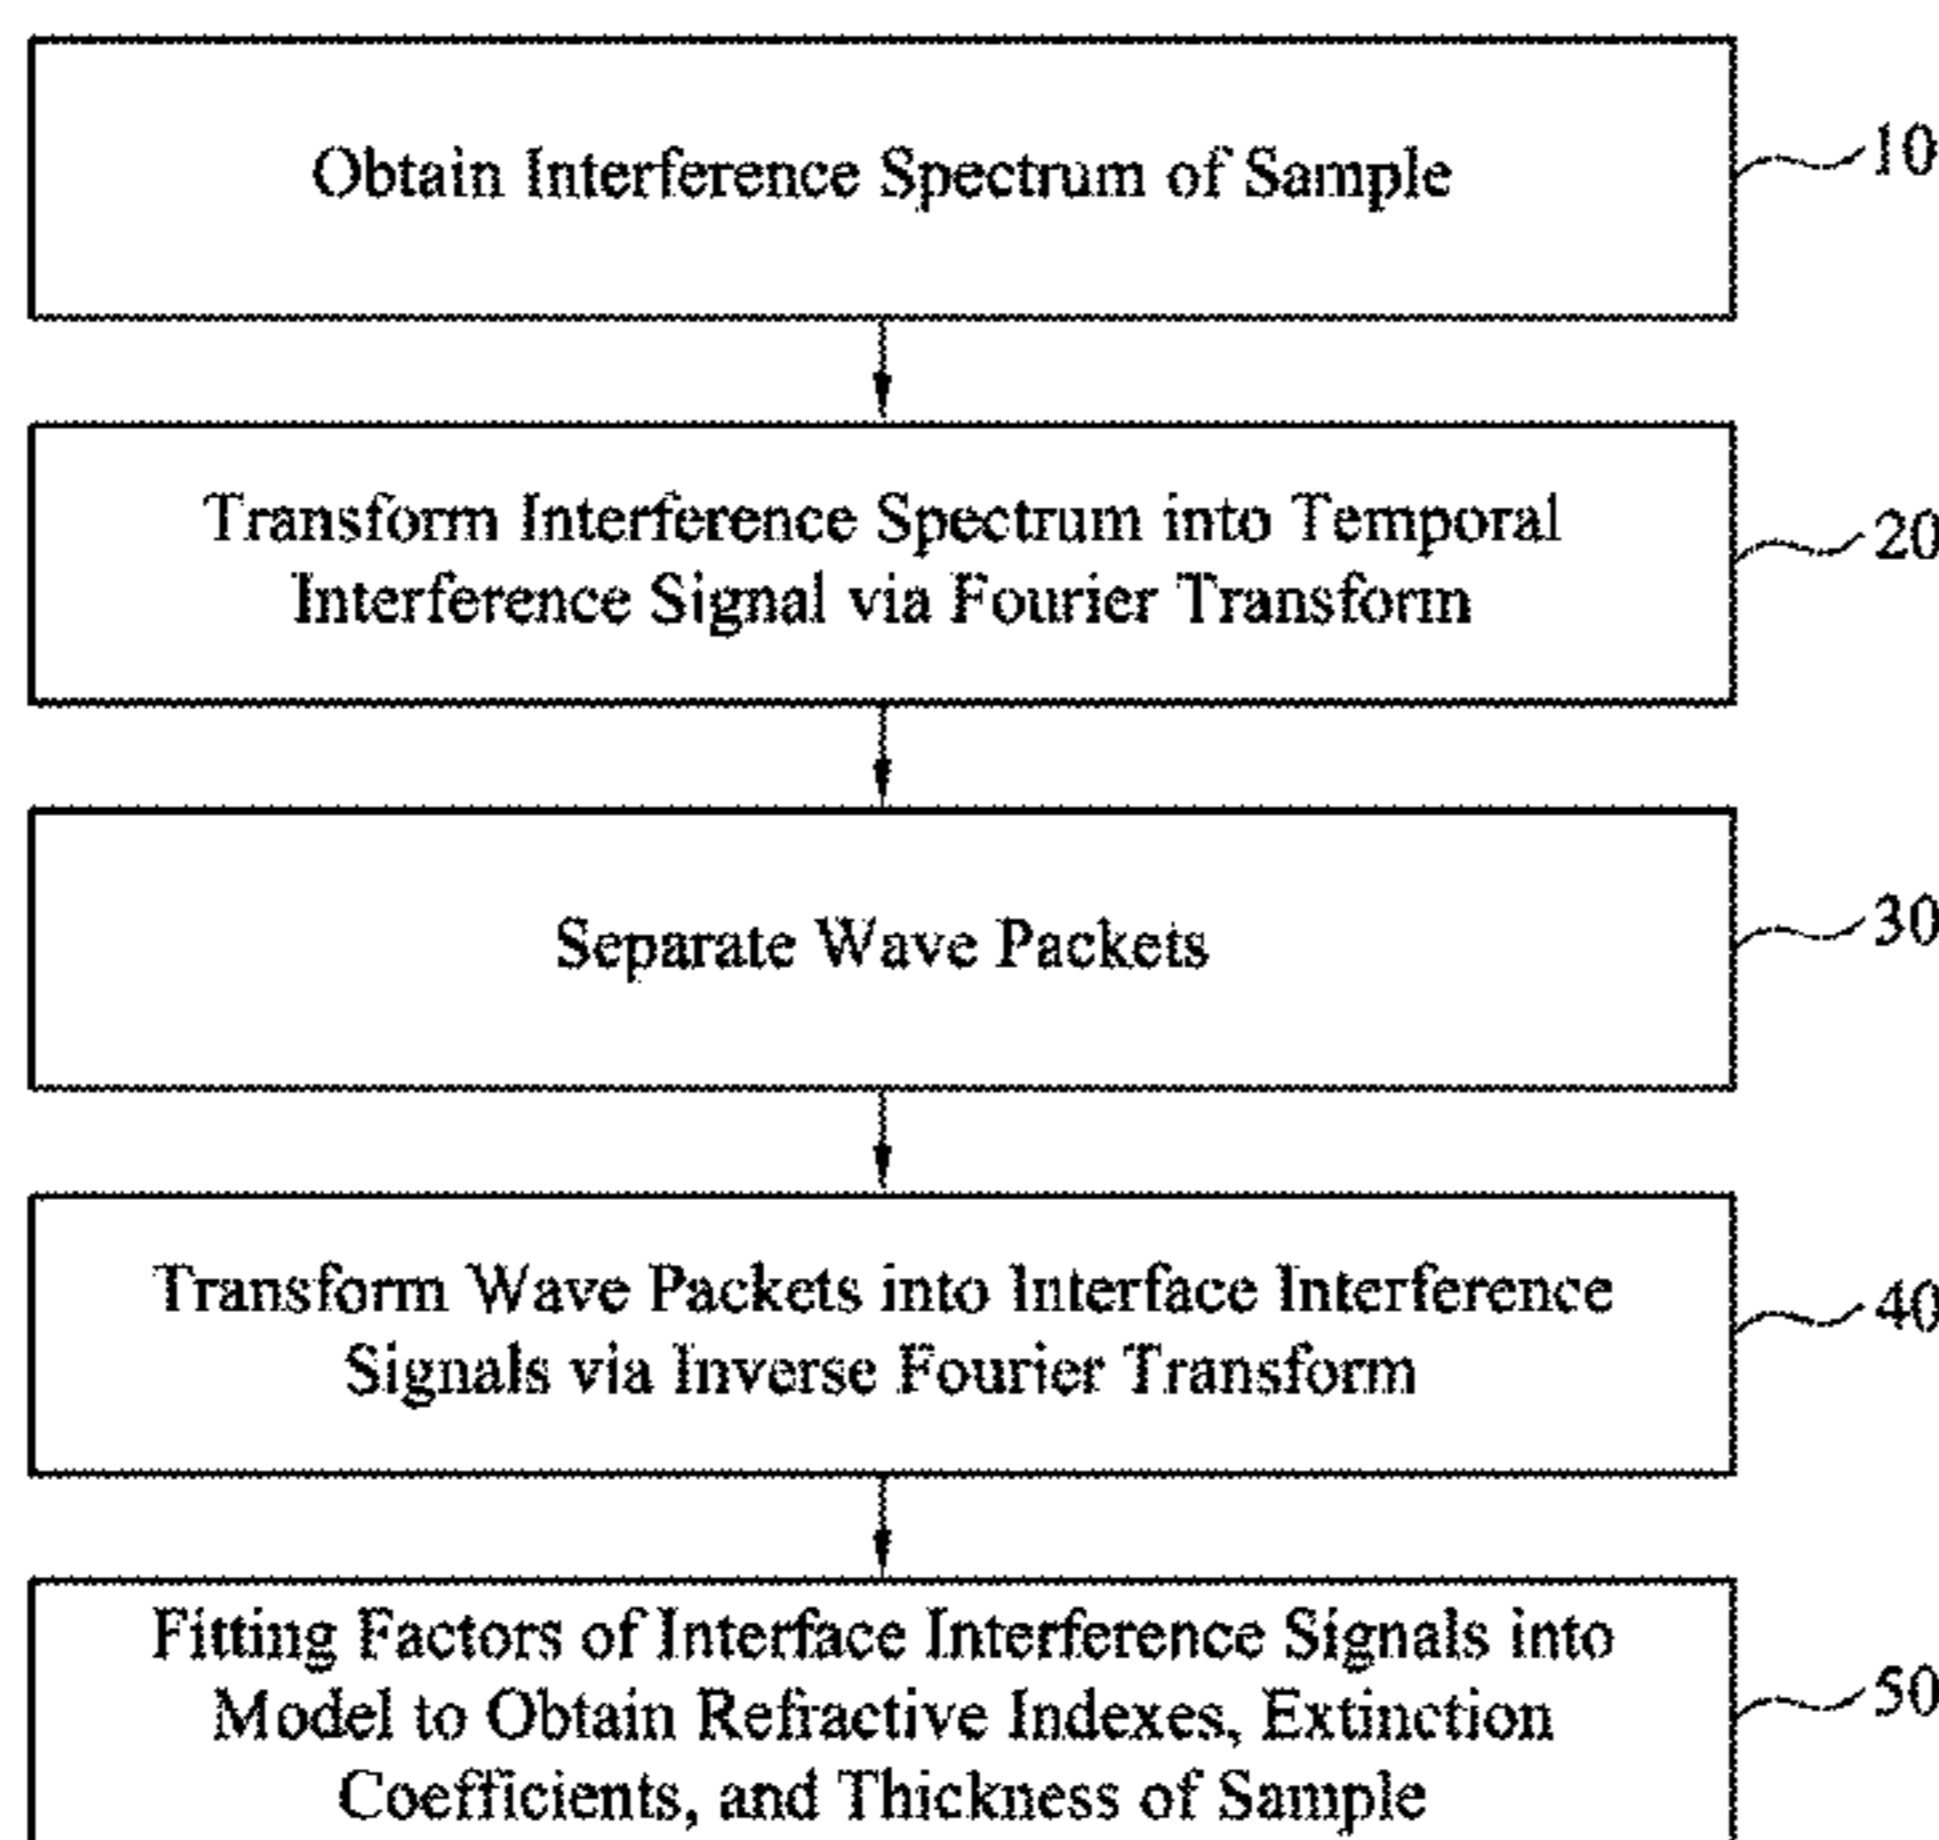 Obtain Interference Spectrum of Sample
10
Transform Interference Spectrum into Temporal
Interference Signal via Fourier Transform
20
Separate Wave Packets
30
Transform Wave Packets into Interface Interference
Signals via Inverse Fourier Transform
40
Fitting Factors of Interface Interference Signals into
Model to Obtain Refractive Indexes, Extinction
Coefficients, and Thickness of Sample
50